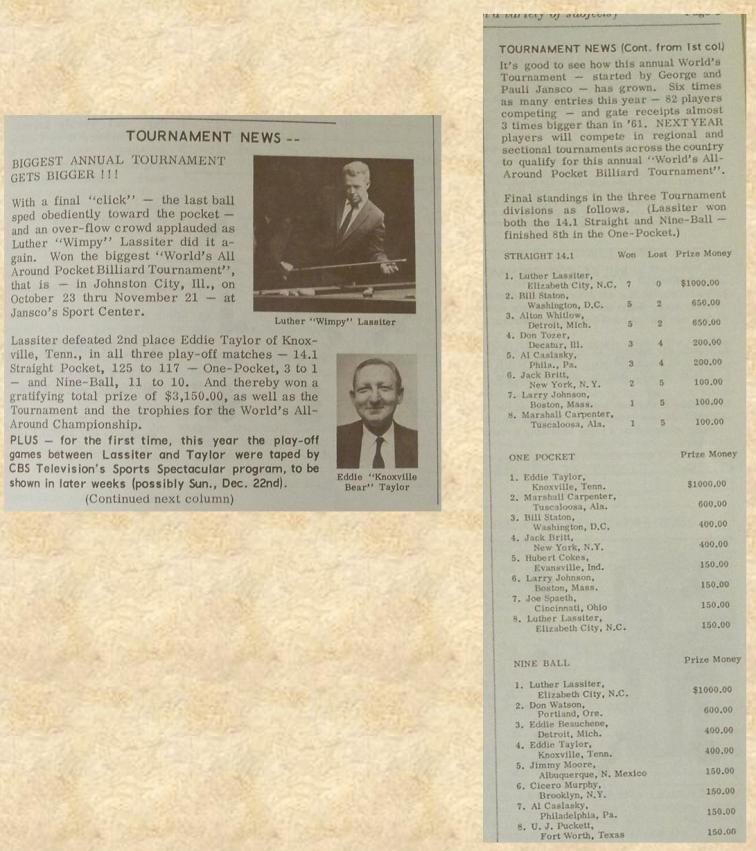 TOURNAMENT NEWS --
BIGGEST ANNUAL TOURNAMENT
GETS BIGGER ! ! !
With a final "click" — the last ball
sped obediently toward the pocket —
and an over-flow crowd applauded as
Luther "Wimpy" Lassiter did it a-
gain. Won the biggest "World's All
Around Pocket Billiard Tournament",
that is — in Johnston City, Ill., on
October 23 thru November 21 — at
Jansco's Sport Center.
Luther "Wimpy" Lassiter
Lassiter defeated 2nd place Eddie Taylor of Knox-
ville, Tenn., in all three play-off matches — 14.1
Straight Pocket, 125 to 117 — One-Pocket, 3 to 1
— and Nine-Ball, 11 to 10. And thereby won a
gratifying total prize of $3,150.00, as well as the
Tournament and the trophies for the World's All-
Around Championship.
PLUS — for the first time, this year the play-off
games between Lassiter and Taylor were taped by
CBS Television's Sports Spectacular program, to be
shown in later weeks (possibly Sun., Dec. 22nd).
(Continued next column)
Eddie "Knoxville
Bear" Taylor
a variety of subjects)
TOURNAMENT NEWS (Cont. from 1st col)
It's good to see how this annual World's
Tournament — started by George and
Pauli Jansco — has grown. Six times
as many entries this year — 82 players
competing — and gate receipts almost
3 times bigger than in '61. NEXT YEAR
players will compete in regional and
sectional tournaments across the country
to qualify for this annual "World's All-
Around Pocket Billiard Tournament".
Final standings in the three Tournament
divisions as follows. (Lassiter won
both the 14.1 Straight and Nine-Ball —
finished 8th in the One-Pocket.)
STRAIGHT 14.1 Won Lost Prize Money
1. Luther Lassiter,
Elizabeth City, N.C. 7 0 $1000.00
2. Bill Staton,
Washington, D.C. 5 2 650.00
3. Alton Whitlow,
Detroit, Mich. 5 2 650.00
4. Don Tozer,
Decatur, Ill. 3 4 200.00
5. Al Caslasky,
Phila., Pa. 3 4 200.00
6. Jack Britt,
New York, N.Y. 2 5 100.00
7. Larry Johnson,
Boston, Mass. 1 5 100.00
8. Marshall Carpenter,
Tuscaloosa, Ala. 1 5 100.00
ONE POCKET Prize Money
1. Eddie Taylor,
Knoxville, Tenn. $1000.00
2. Marshall Carpenter,
Tuscaloosa, Ala. 600.00
3. Bill Staton,
Washington, D.C. 400.00
4. Jack Britt,
New York, N.Y. 400.00
5. Hubert Cokes,
Evansville, Ind. 150.00
6. Larry Johnson,
Boston, Mass. 150.00
7. Joe Spaeth,
Cincinnati, Ohio 150.00
8. Luther Lassiter,
Elizabeth City, N.C. 150.00
NINE BALL Prize Money
1. Luther Lassiter,
Elizabeth City, N.C. $1000.00
2. Don Watson,
Portland, Ore. 600.00
3. Eddie Beauchene,
Detroit, Mich. 400.00
4. Eddie Taylor,
Knoxville, Tenn. 400.00
5. Jimmy Moore,
Albuquerque, N. Mexico 150.00
6. Cicero Murphy,
Brooklyn, N.Y. 150.00
7. Al Caslasky,
Philadelphia, Pa. 150.00
8. U. J. Puckett,
Fort Worth, Texas 150.00